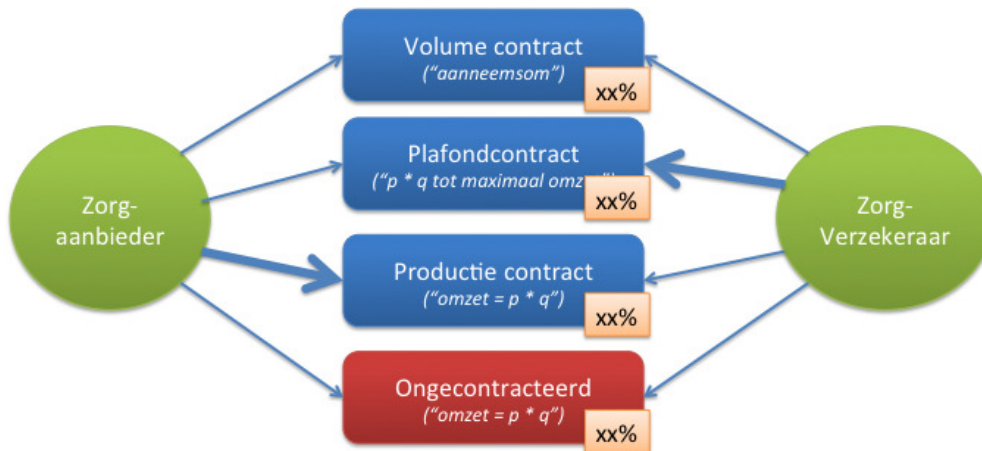 Volume contract
("aanneemsom")
xx%
Zorg-
aanbieder
Plafondcontract
("p * q tot maximaal
xx%
Zorg-
Verzekeraar
Productie contract
("omzet = p * q")
xx%
Ongecontracteerd
("omzet = p * q")
xx%